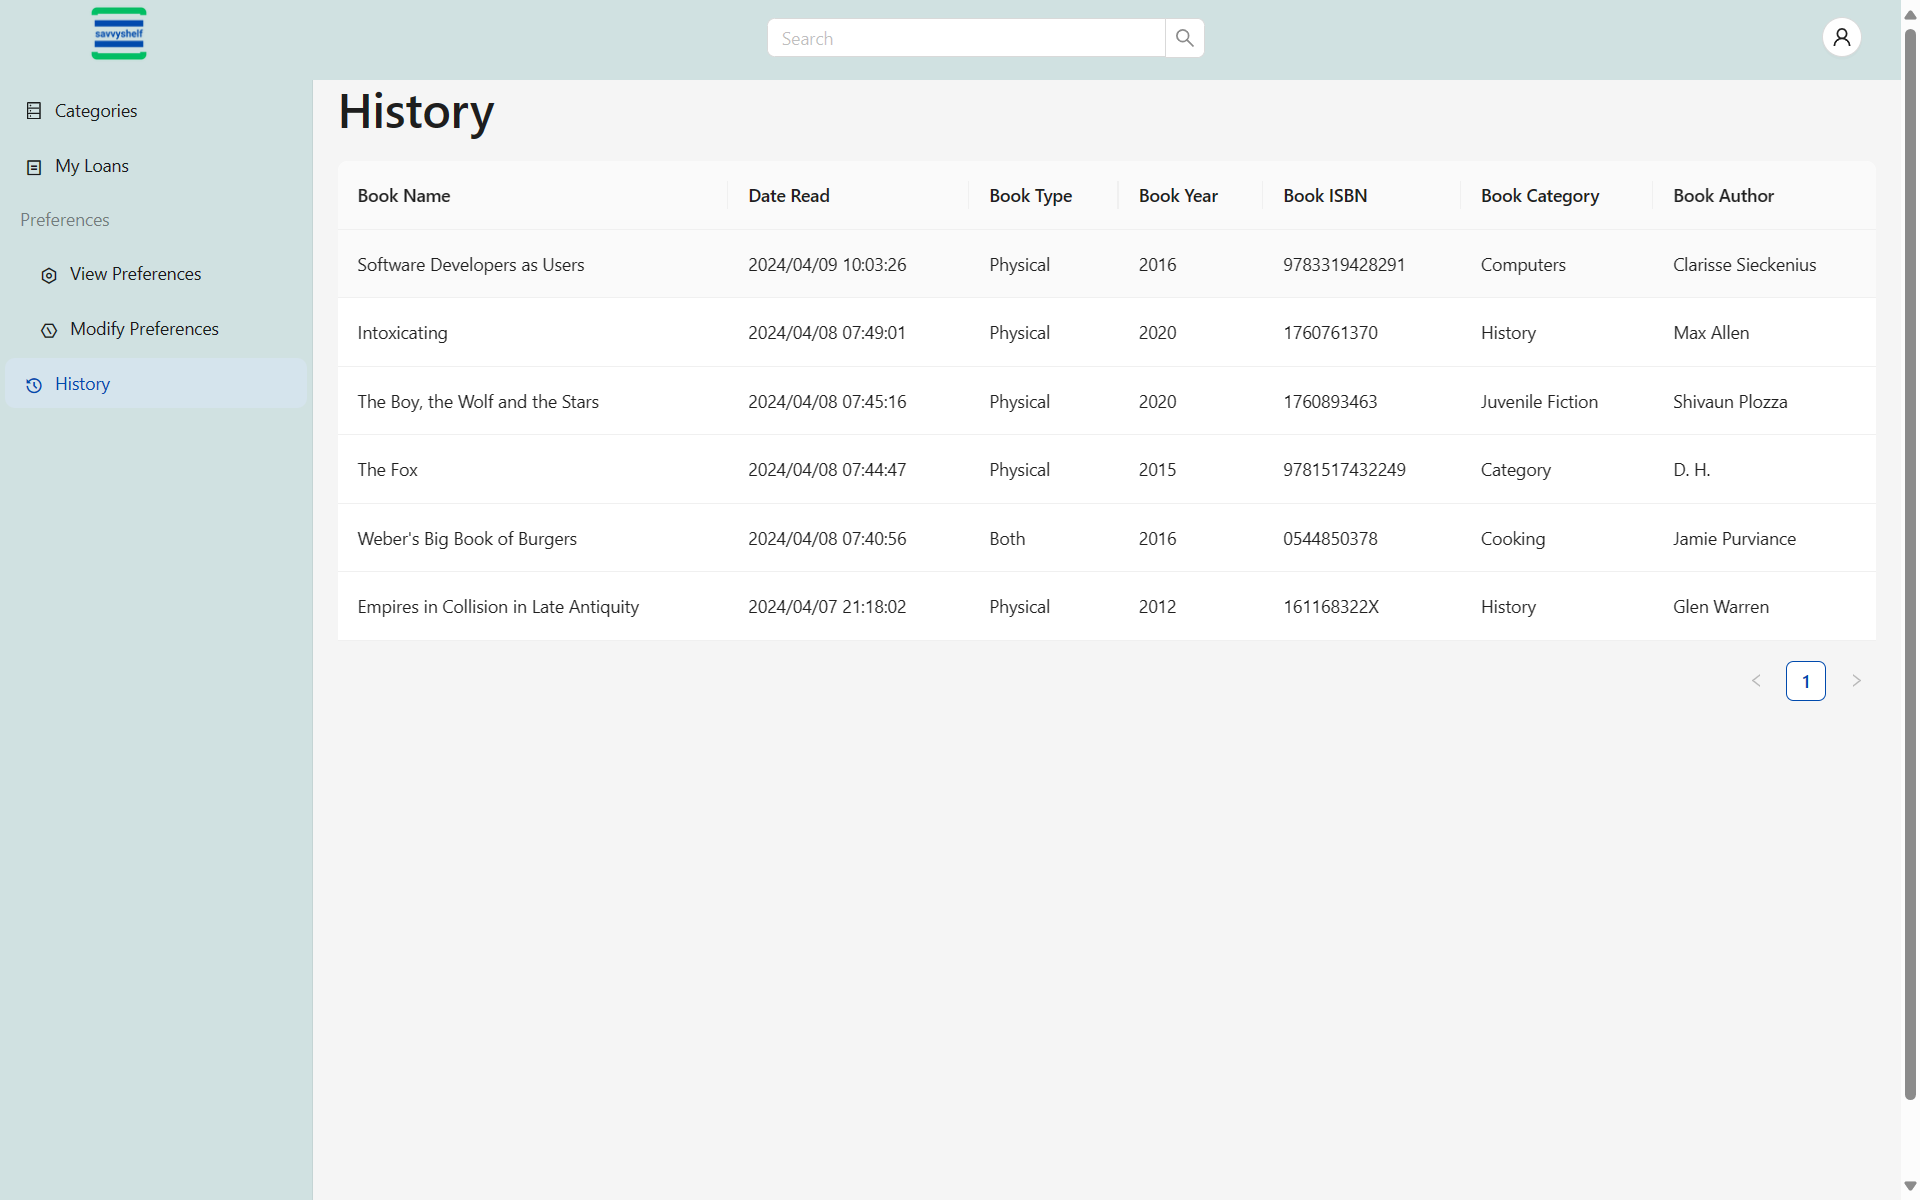 savvyshelf
Search
Categories
My Loans
Preferences
View Preferences
Modify Preferences
History
History
Book Name Date Read Book Type Book Year Book ISBN Book Category Book Author
Software Developers as Users 2024/04/09 10:03:26 Physical 2016 9783319428291 Computers Clarisse Sieckenius
Intoxicating 2024/04/08 07:49:01 Physical 2020 1760761370 History Max Allen
The Boy, the Wolf and the Stars 2024/04/08 07:45:16 Physical 2020 1760893463 Juvenile Fiction Shivaun Plozza
The Fox 2024/04/08 07:44:47 Physical 2015 9781517432249 Category D. H.
Weber's Big Book of Burgers 2024/04/08 07:40:56 Both 2016 0544850378 Cooking Jamie Purviance
Empires in Collision in Late Antiquity 2024/04/07 21:18:02 Physical 2012 161168322X History Glen Warren
1